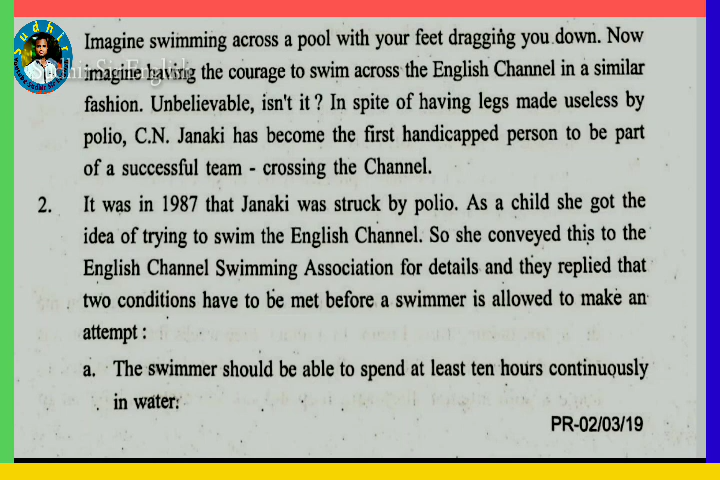 Sudhir
Sudhir Sir English
Imagine swimming across a pool with your feet dragging you down. Now
imagine having the courage to swim across the English Channel in a similar
fashion. Unbelievable, isn't it ? In spite of having legs made useless by
polio, C.N. Janaki has become the first handicapped person to be part
of a successful team - crossing the Channel.
2. It was in 1987 that Janaki was struck by polio. As a child she got the
idea of trying to swim the English Channel. So she conveyed this to the
English Channel Swimming Association for details and they replied that
two conditions have to be met before a swimmer is allowed to make an
attempt :
a. The swimmer should be able to spend at least ten hours continuously
in water:
PR-02/03/19